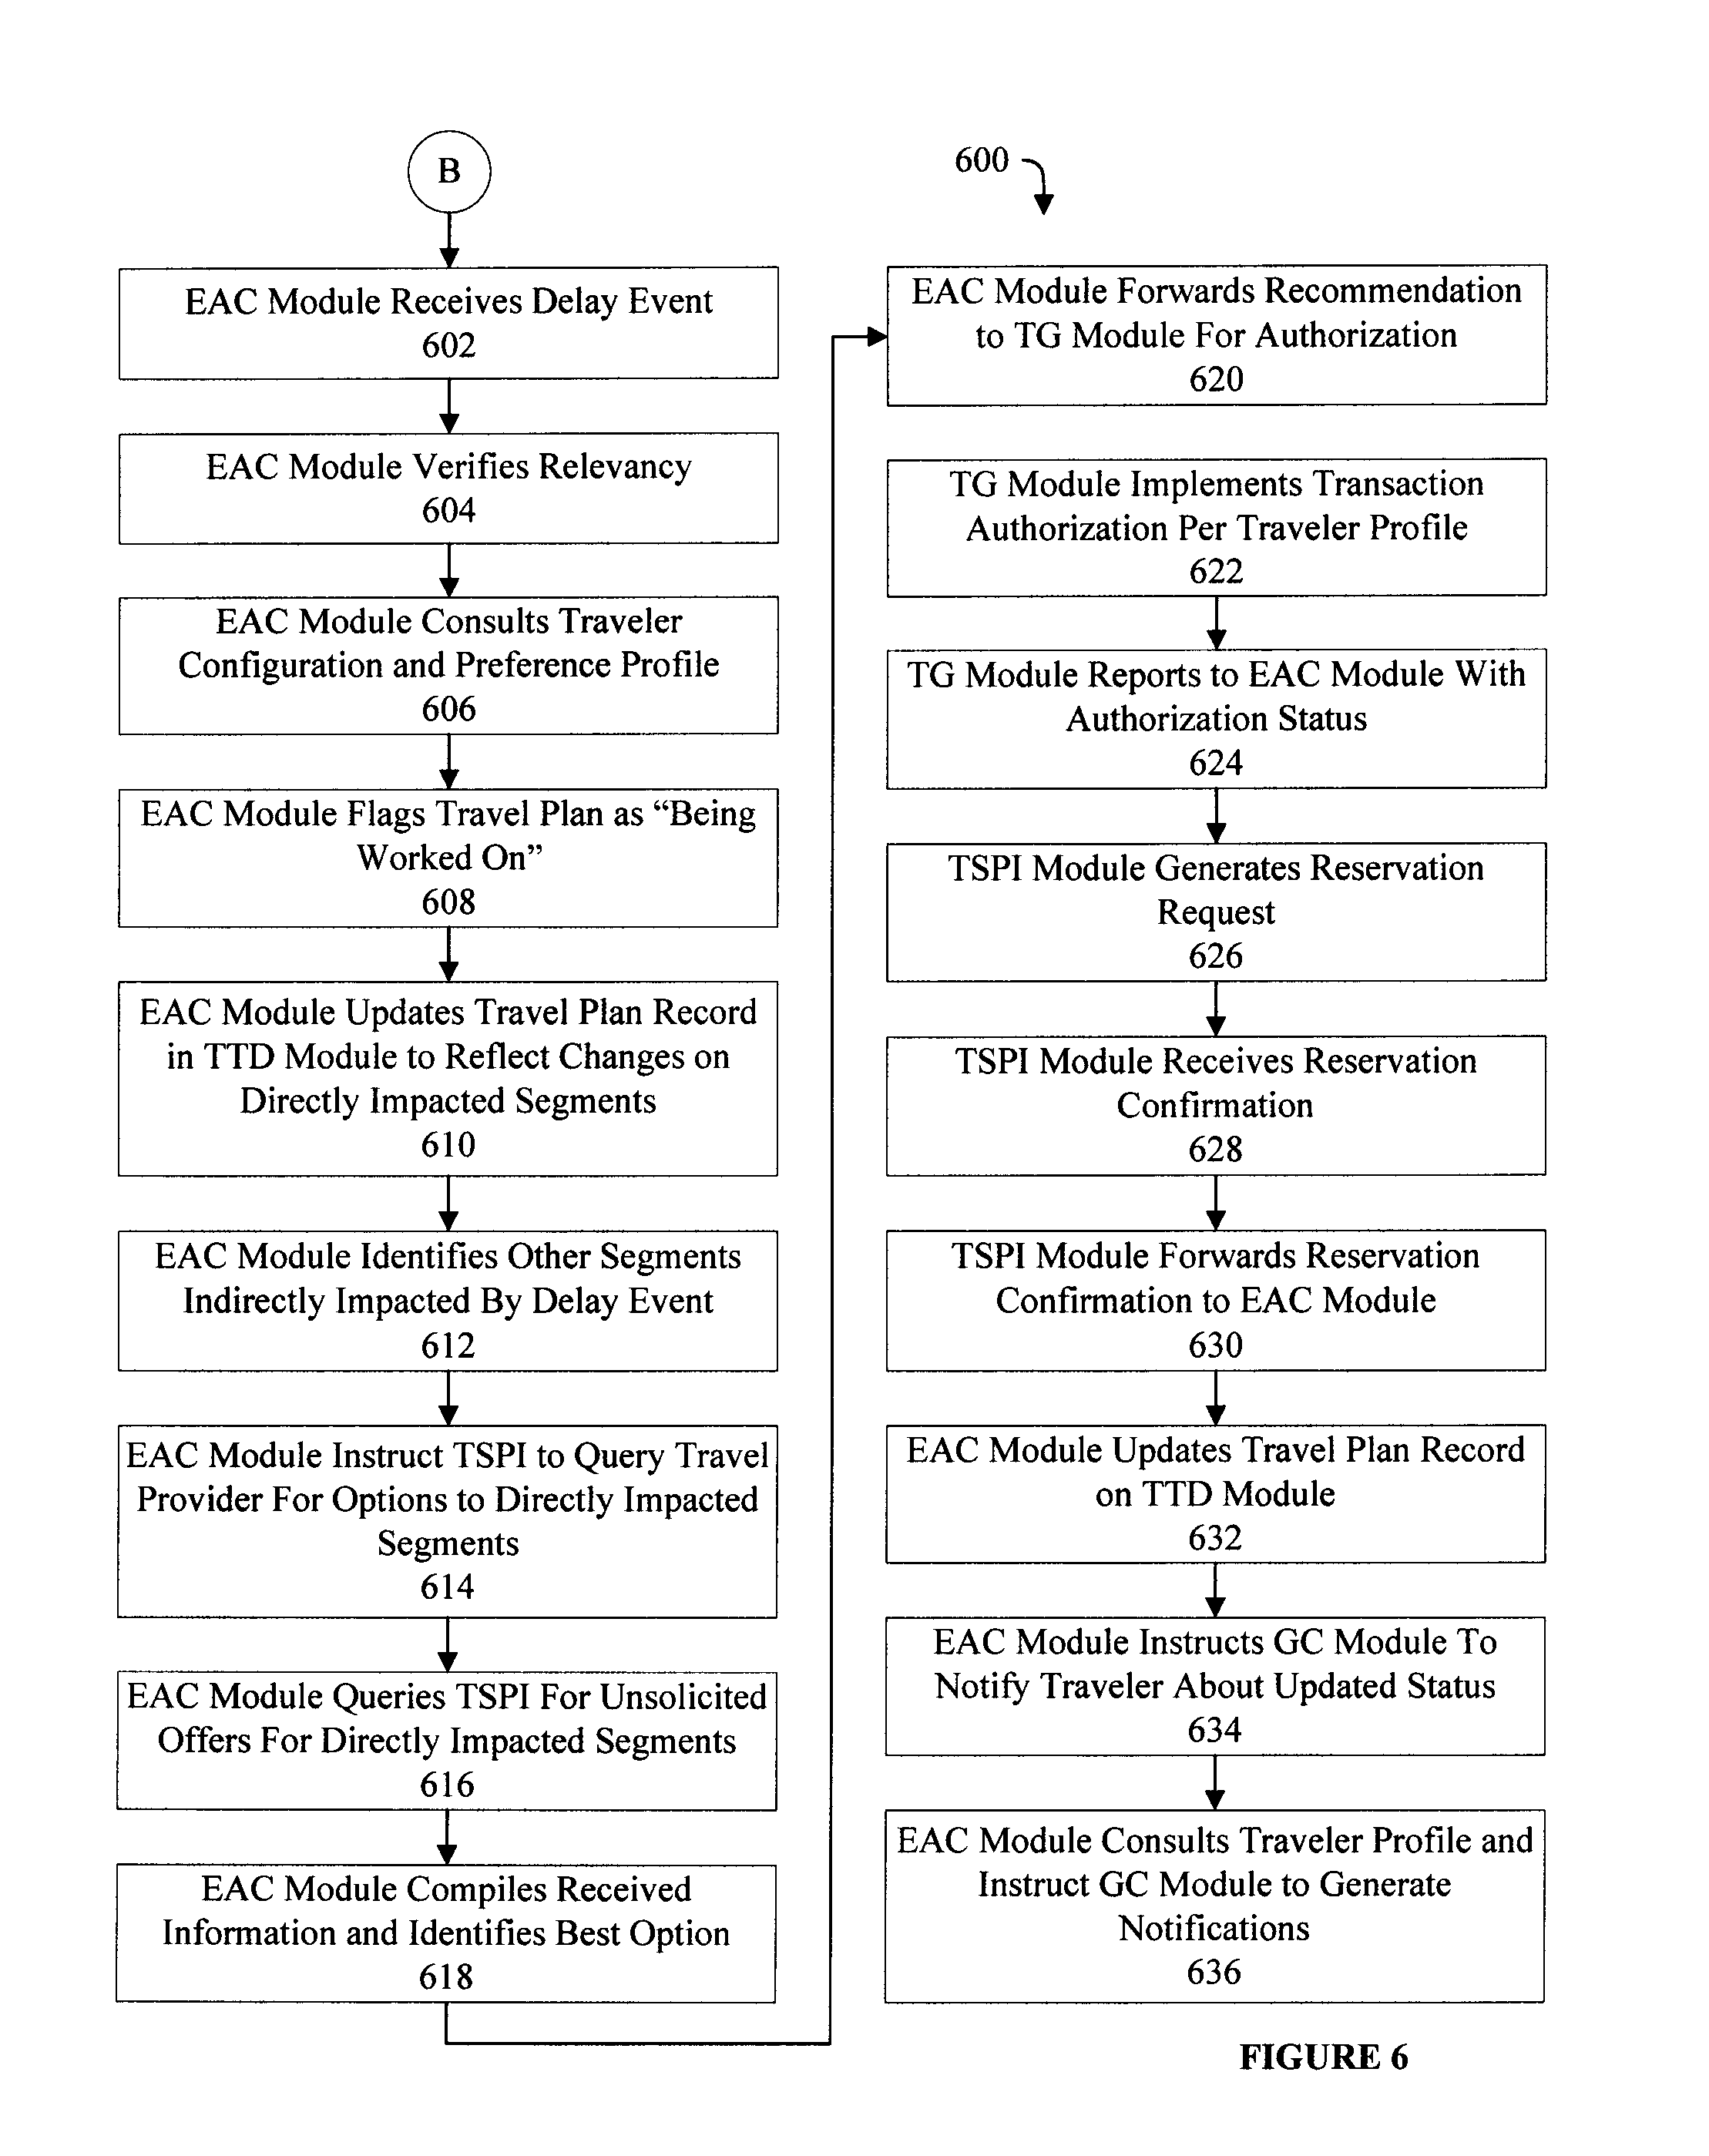 B
EAC Module Receives Delay Event
602
EAC Module Verifies Relevancy
604
EAC Module Consults Traveler
Configuration and Preference Profile
606
EAC Module Flags Travel Plan as “Being
Worked On”
608
EAC Module Updates Travel Plan Record
in TTD Module to Reflect Changes on
Directly Impacted Segments
610
EAC Module Identifies Other Segments
Indirectly Impacted By Delay Event
612
EAC Module Instruct TSPI to Query Travel
Provider For Options to Directly Impacted
Segments
614
EAC Module Queries TSPI For Unsolicited
Offers For Directly Impacted Segments
616
EAC Module Compiles Received
Information and Identifies Best Option
618
600
EAC Module Forwards Recommendation
to TG Module For Authorization
620
TG Module Implements Transaction
Authorization Per Traveler Profile
622
TG Module Reports to EAC Module With
Authorization Status
624
TSPI Module Generates Reservation
Request
626
TSPI Module Receives Reservation
Confirmation
628
TSPI Module Forwards Reservation
Confirmation to EAC Module
630
EAC Module Updates Travel Plan Record
on TTD Module
632
EAC Module Instructs GC Module To
Notify Traveler About Updated Status
634
EAC Module Consults Traveler Profile and
Instruct GC Module to Generate
Notifications
636
FIGURE 6